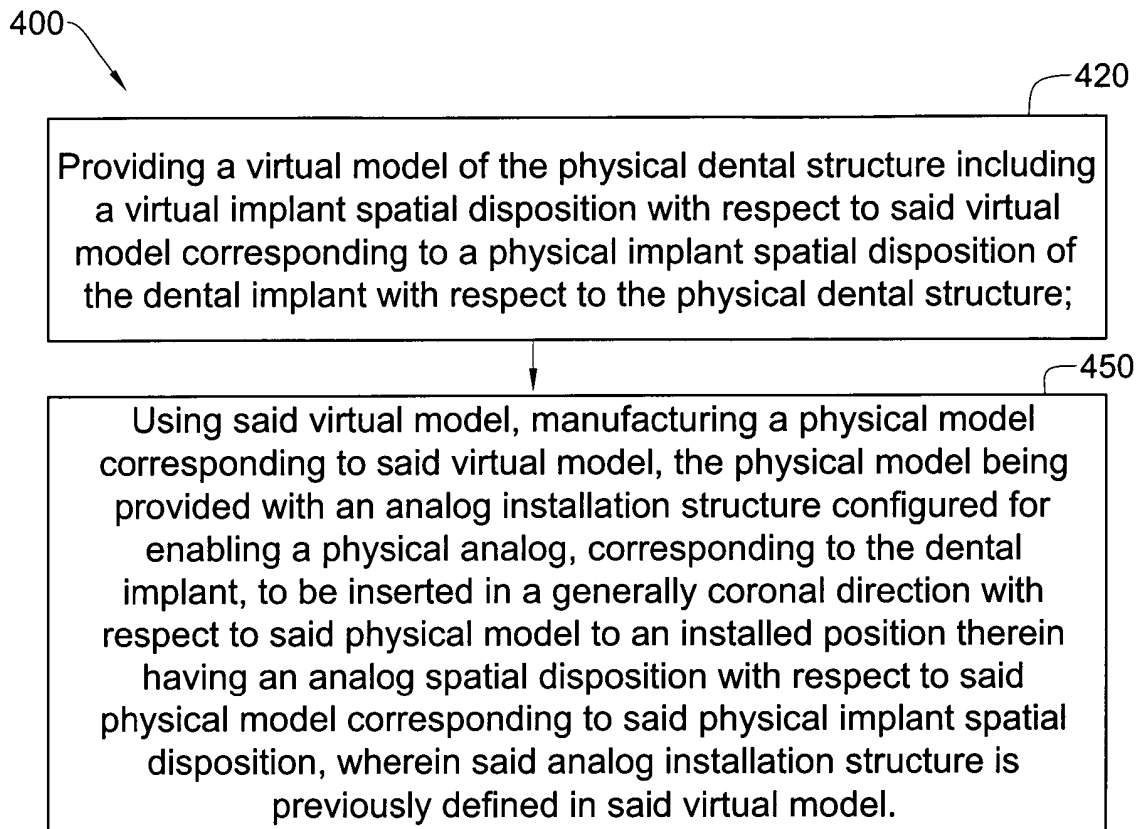 400
420
Providing a virtual model of the physical dental structure including
a virtual implant spatial disposition with respect to said virtual
model corresponding to a physical implant spatial disposition of
the dental implant with respect to the physical dental structure;
450
Using said virtual model, manufacturing a physical model
corresponding to said virtual model, the physical model being
provided with an analog installation structure configured for
enabling a physical analog, corresponding to the dental
implant, to be inserted in a generally coronal direction with
respect to said physical model to an installed position therein
having an analog spatial disposition with respect to said
physical model corresponding to said physical implant spatial
disposition, wherein said analog installation structure is
previously defined in said virtual model.